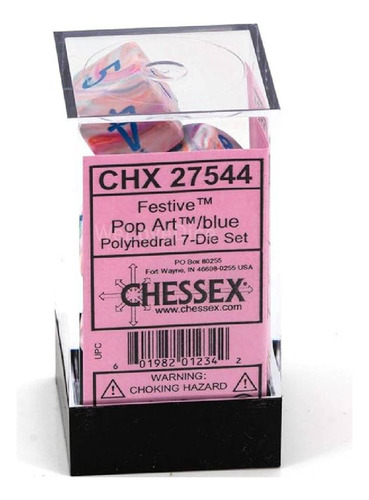 5
CHX 27544
Festive™
Pop Art™/blue
Polyhedral 7-Die Set
PO Box 80255
Fort Wayne, IN 46898-0255 USA
CHESSEX®
www.chessex.com
UPC
6 01982 01234 2
WARNING:
CHOKING HAZARD